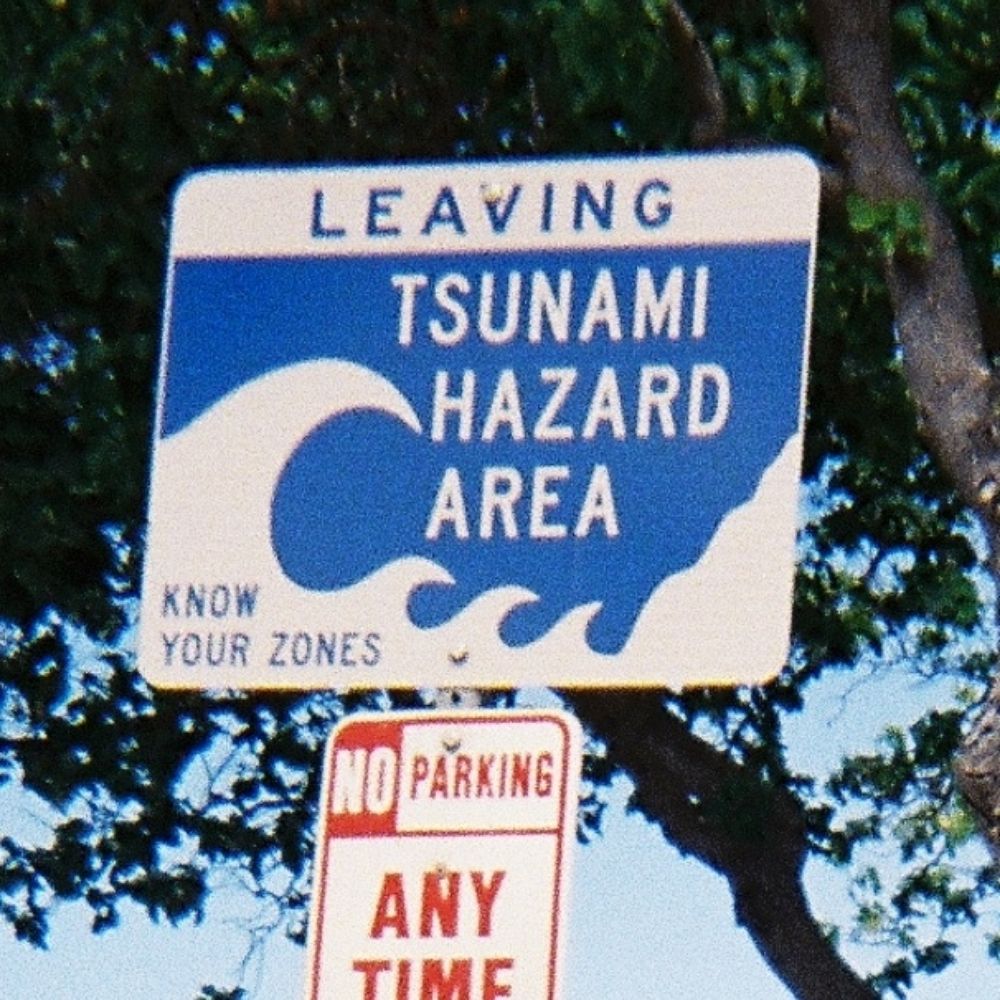 LEAVING
TSUNAMI
HAZARD
AREA
KNOW
YOUR ZONES
NO PARKING
ANY
TIME